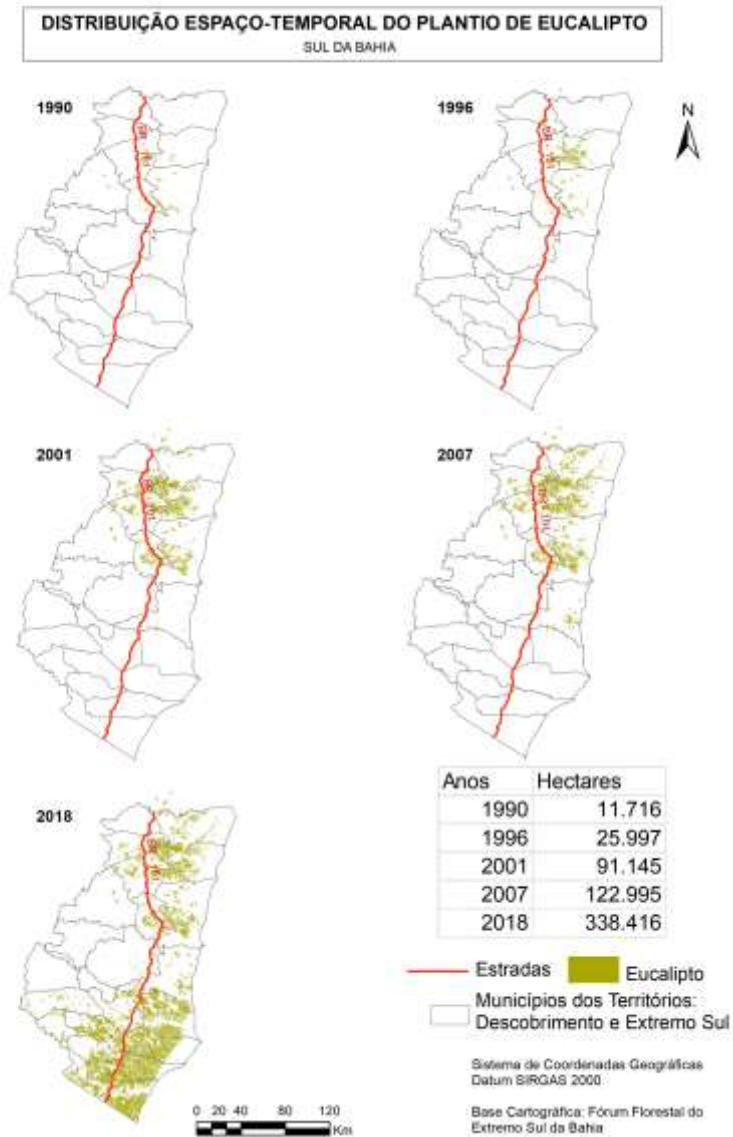 DISTRIBUIÇÃO ESPAÇO-TEMPORAL DO PLANTIO DE EUCALIPTO
SUL DA BAHIA
1990
1996
N
2001
2007
2018
Anos Hectares
1990 11.716
1996 25.997
2001 91.145
2007 122.995
2018 338.416
Estradas
Eucalipto
Municípios dos Territórios:
Descobrimento e Extremo Sul
Sistema de Coordenadas Geográficas
Datum SIRGAS 2000
0 20 40 80 120
Km
Base Cartográfica: Fórum Florestal do
Extremo Sul da Bahia